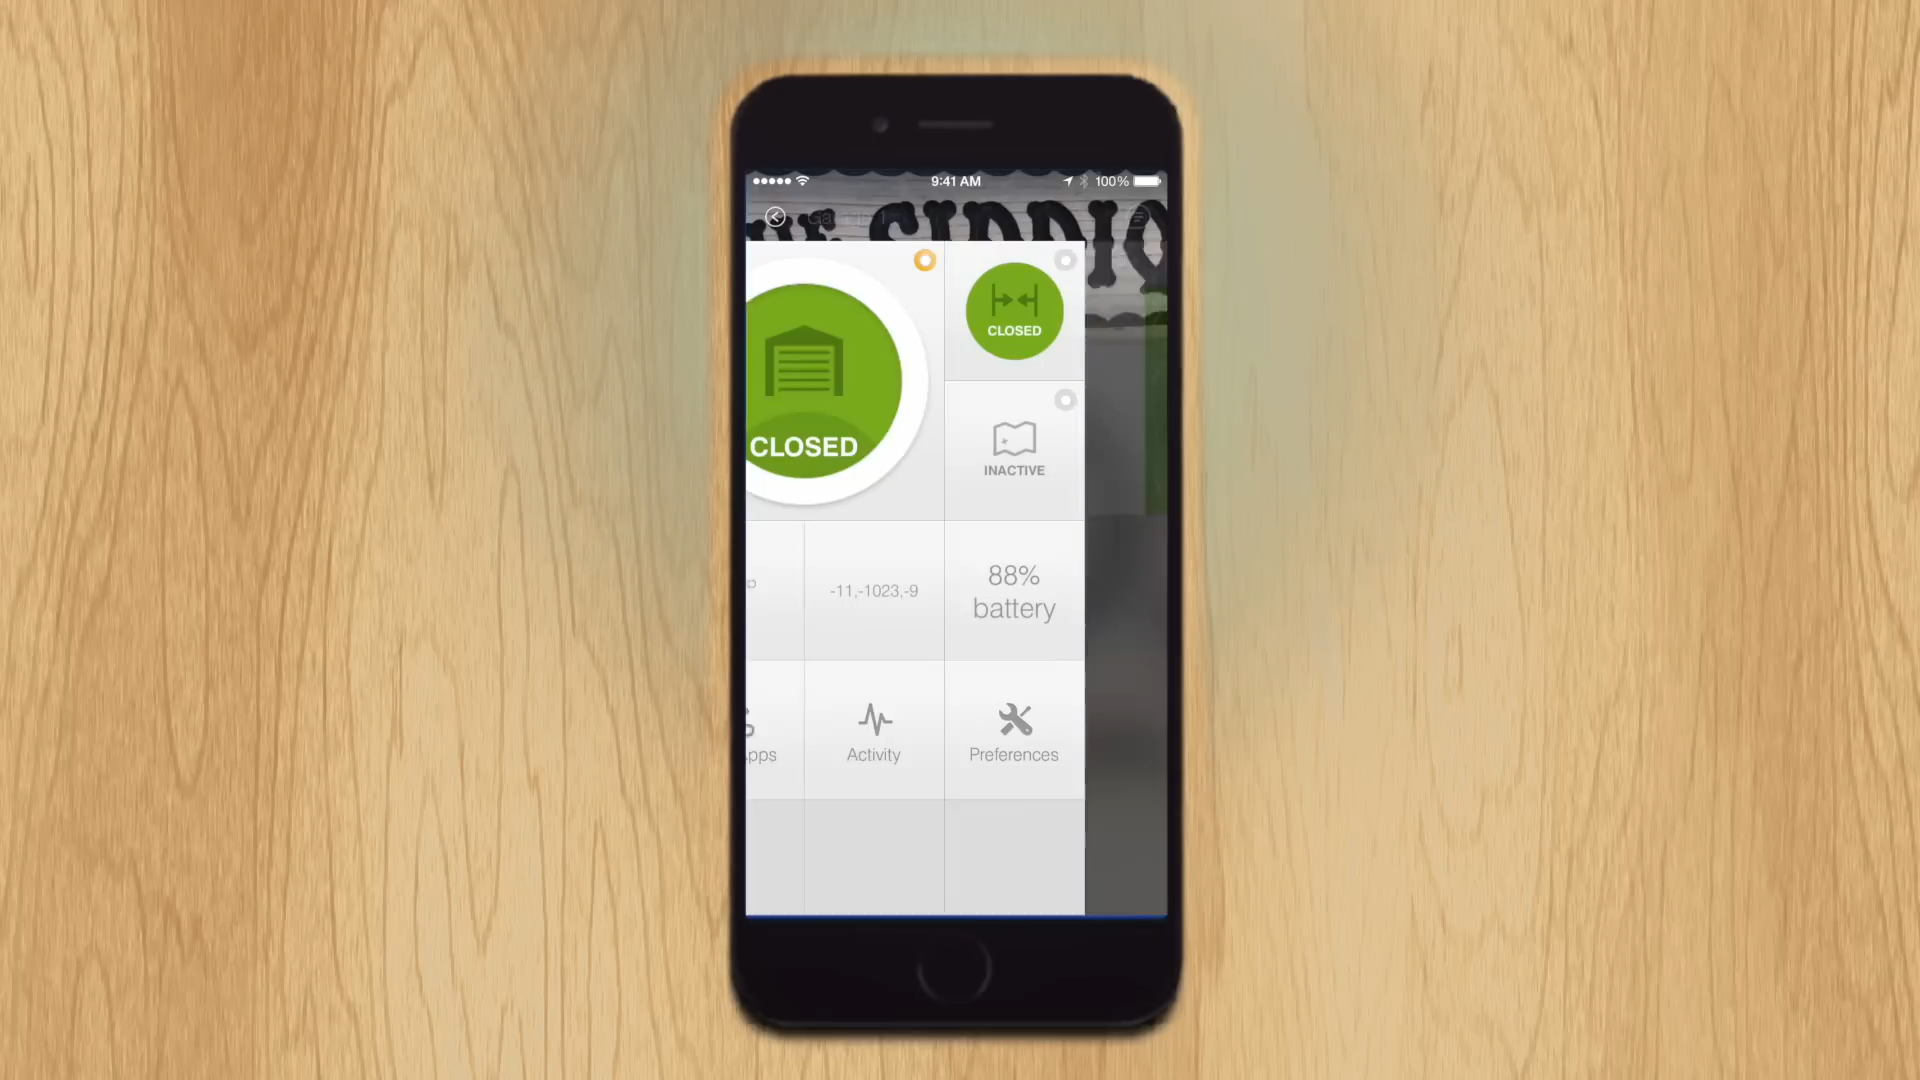 9:41 AM
100%
CLOSED
CLOSED
INACTIVE
-11,-1023,-9
88%
battery
pps
Activity
Preferences